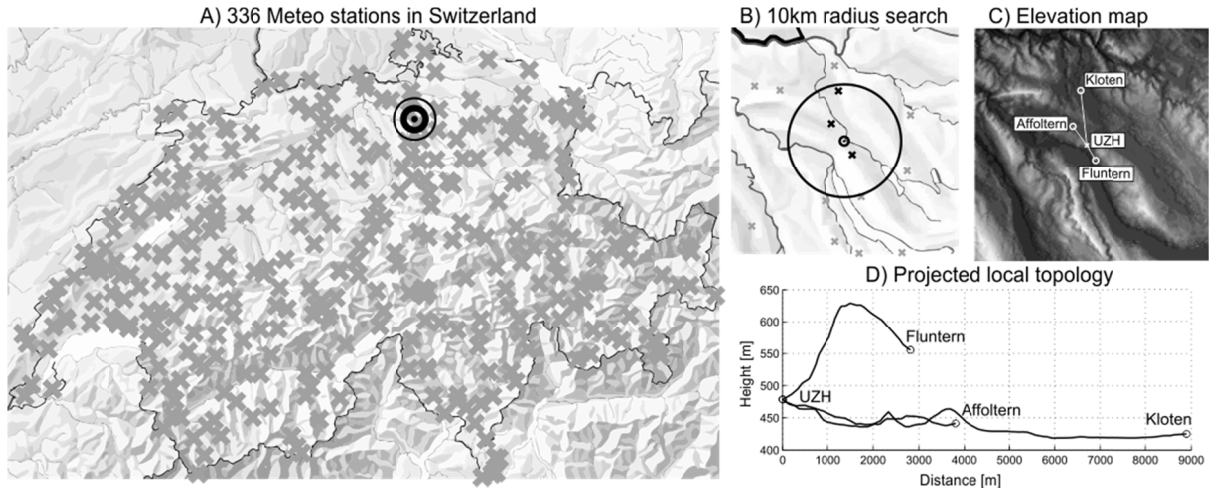 A) 336 Meteo stations in Switzerland
B) 10km radius search
C) Elevation map
Kloten
Affoltern
UZH
Fluntern
D) Projected local topology
650
600
550
500
450
400
Height [m]
Fluntern
UZH
Affoltern
Kloten
0 1000 2000 3000 4000 5000 6000 7000 8000 9000
Distance [m]